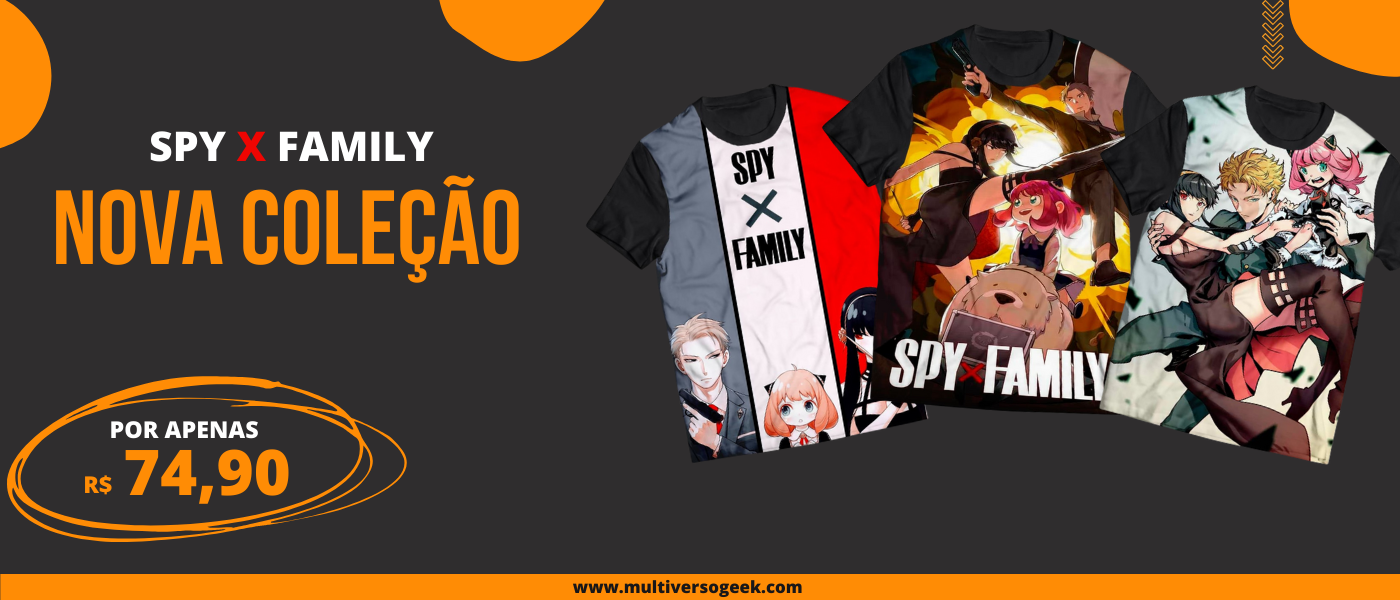 SPY X FAMILY
NOVA COLEÇÃO
POR APENAS
R$ 74,90
SPY
X
FAMILY
SPY×FAMILY
www.multiversogeek.com